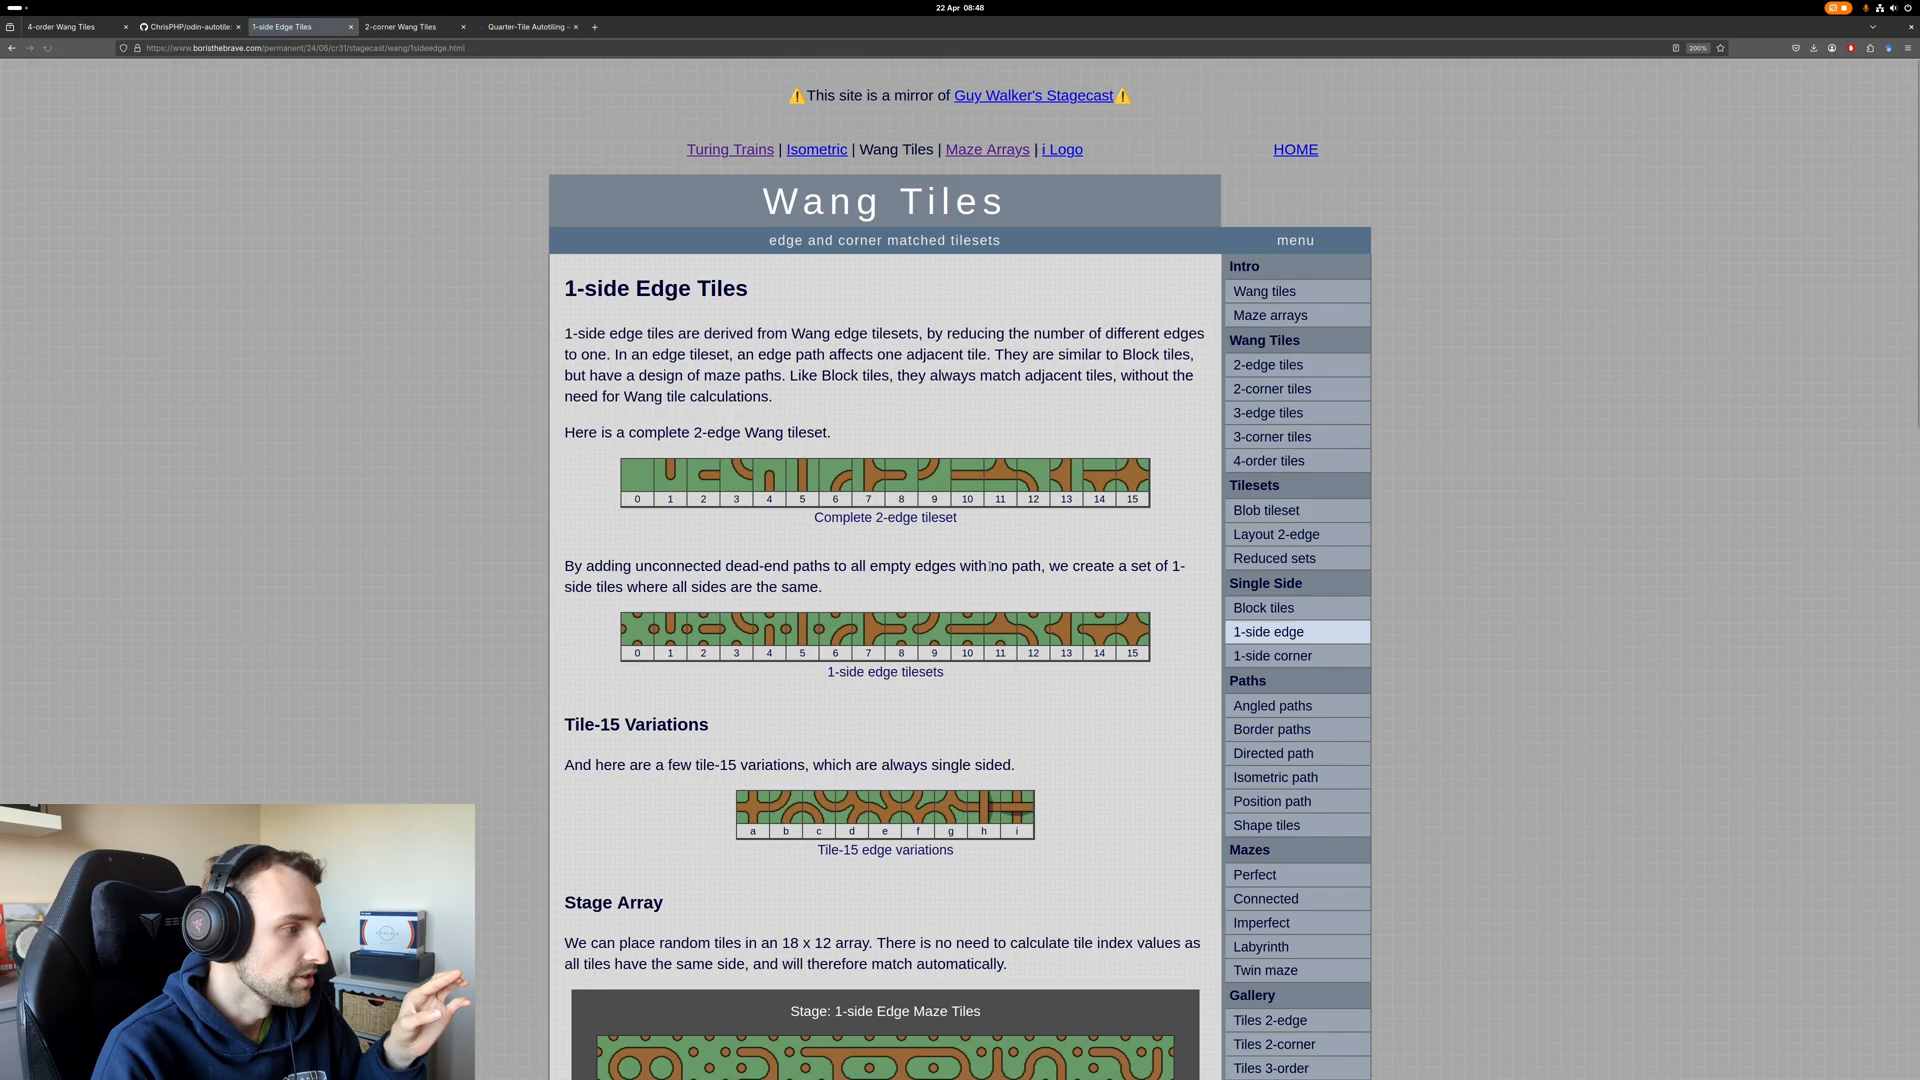 22 Apr 08:48
4-order Wang Tiles
ChrisPHP/odin-autotile
1-side Edge Tiles
2-corner Wang Tiles
Quarter-Tile Autotiling -
https://www.boristhebrave.com/permanent/24/06/cr31/stagecast/wang/1sideedge.html
200%
⚠️This site is a mirror of Guy Walker's Stagecast⚠️
Turing Trains | Isometric | Wang Tiles | Maze Arrays | i Logo
HOME
Wang Tiles
edge and corner matched tilesets
menu
1-side Edge Tiles
1-side edge tiles are derived from Wang edge tilesets, by reducing the number of different edges
to one. In an edge tileset, an edge path affects one adjacent tile. They are similar to Block tiles,
but have a design of maze paths. Like Block tiles, they always match adjacent tiles, without the
need for Wang tile calculations.
Here is a complete 2-edge Wang tileset.
0 1 2 3 4 5 6 7 8 9 10 11 12 13 14 15
Complete 2-edge tileset
By adding unconnected dead-end paths to all empty edges with no path, we create a set of 1-
side tiles where all sides are the same.
0 1 2 3 4 5 6 7 8 9 10 11 12 13 14 15
1-side edge tilesets
Tile-15 Variations
And here are a few tile-15 variations, which are always single sided.
a b c d e f g h i
Tile-15 edge variations
Stage Array
We can place random tiles in an 18 x 12 array. There is no need to calculate tile index values as
all tiles have the same side, and will therefore match automatically.
Stage: 1-side Edge Maze Tiles
Intro
Wang tiles
Maze arrays
Wang Tiles
2-edge tiles
2-corner tiles
3-edge tiles
3-corner tiles
4-order tiles
Tilesets
Blob tileset
Layout 2-edge
Reduced sets
Single Side
Block tiles
1-side edge
1-side corner
Paths
Angled paths
Border paths
Directed path
Isometric path
Position path
Shape tiles
Mazes
Perfect
Connected
Imperfect
Labyrinth
Twin maze
Gallery
Tiles 2-edge
Tiles 2-corner
Tiles 3-order